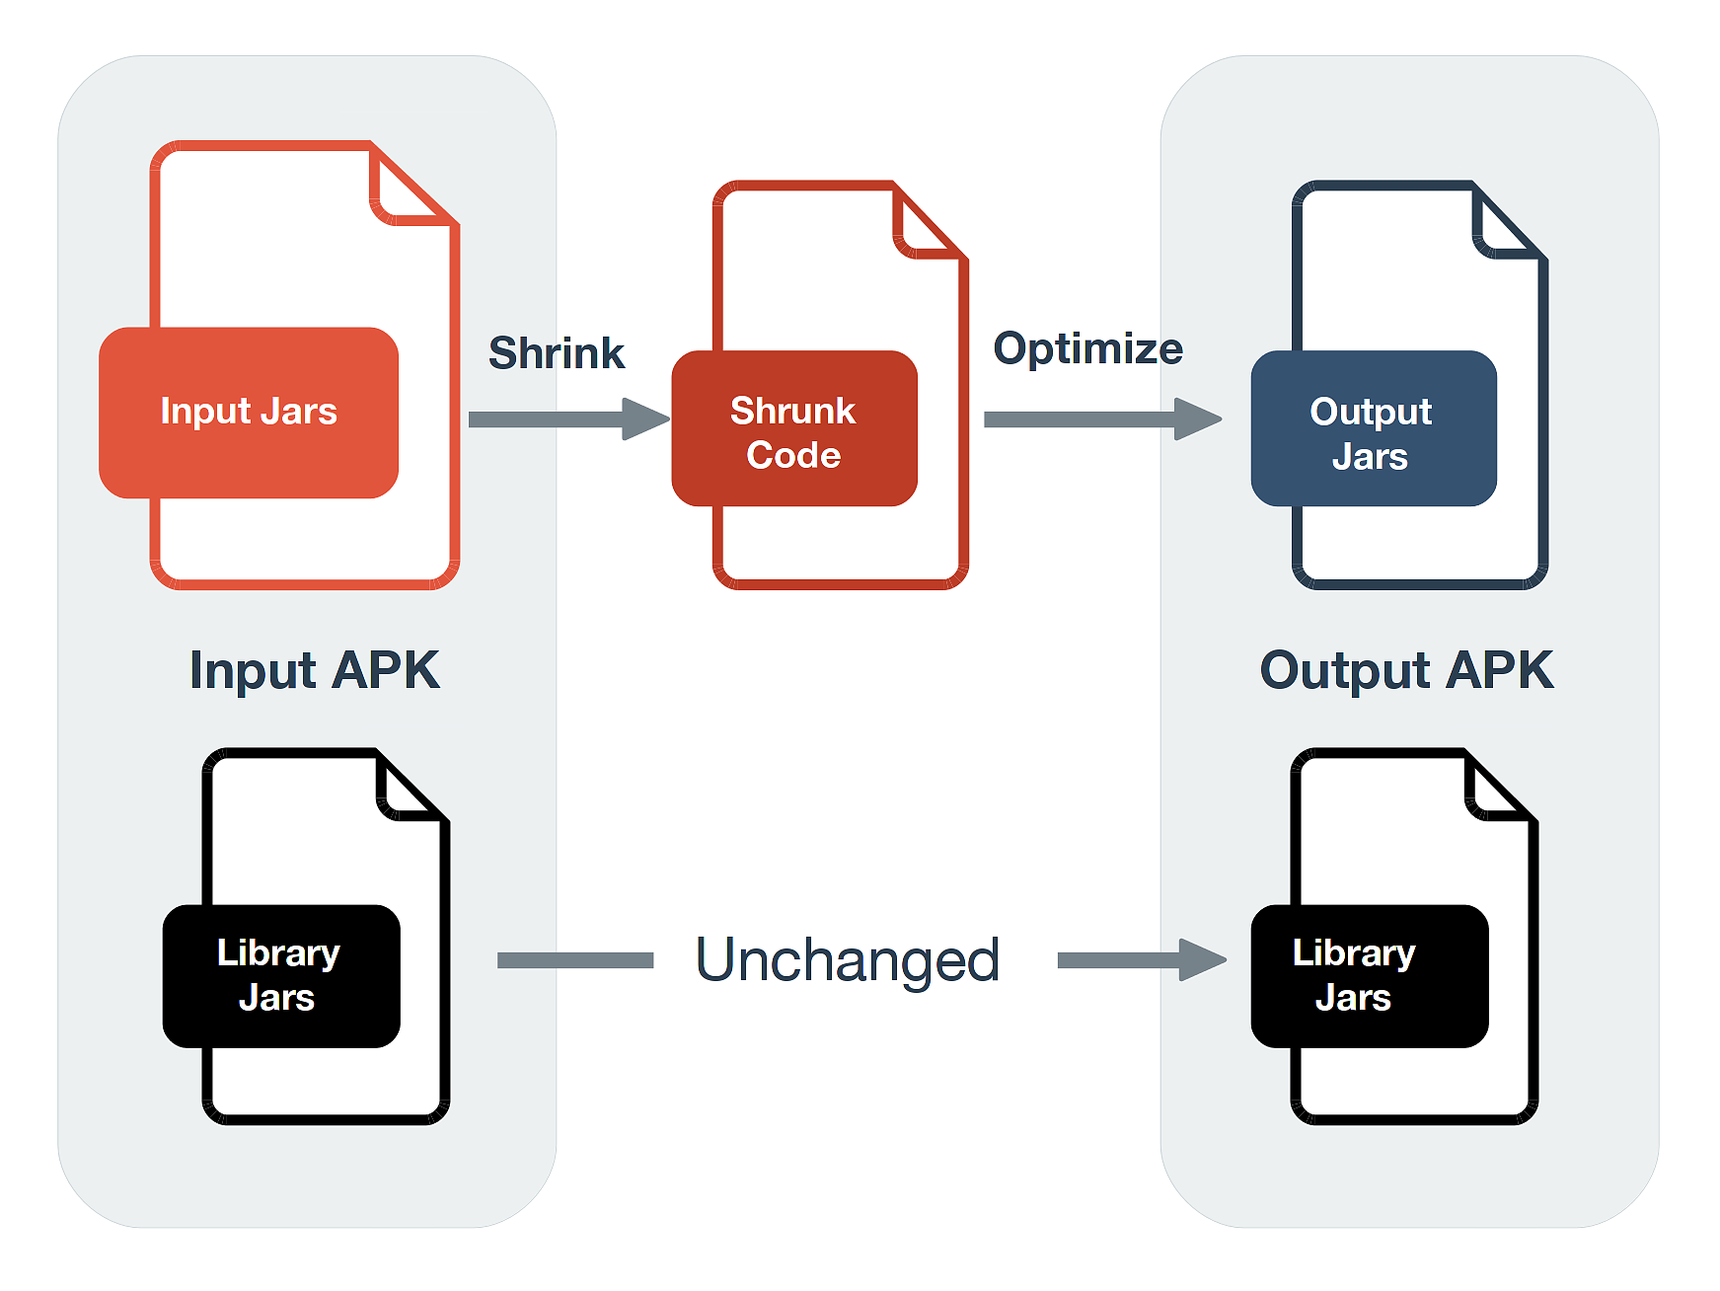 Shrink
Optimize
Input Jars
Shrunk
Code
Output
Jars
Input APK
Output APK
Library
Jars
Unchanged
Library
Jars